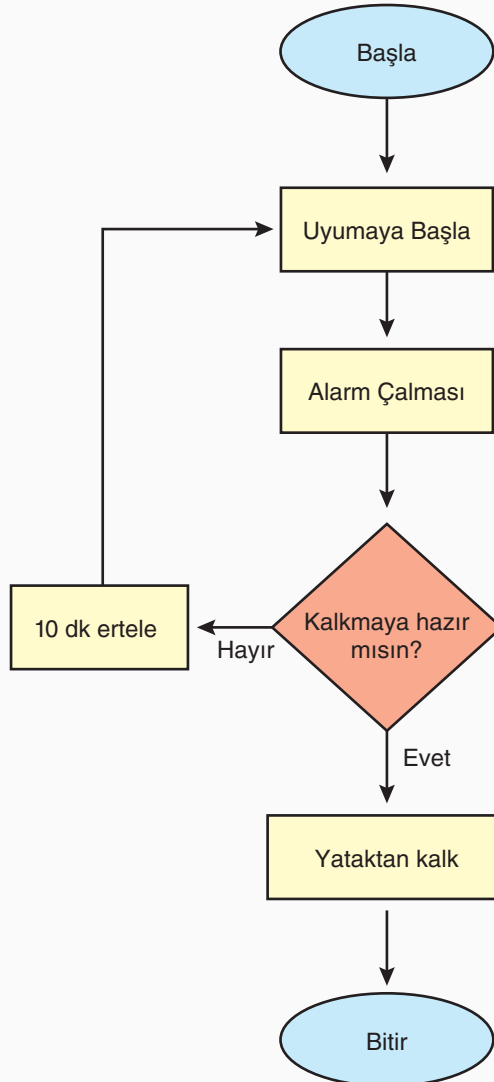 Başla
Uyumaya Başla
Alarm Çalması
Kalkmaya hazır
mısın?
Hayır
10 dk ertele
Evet
Yataktan kalk
Bitir